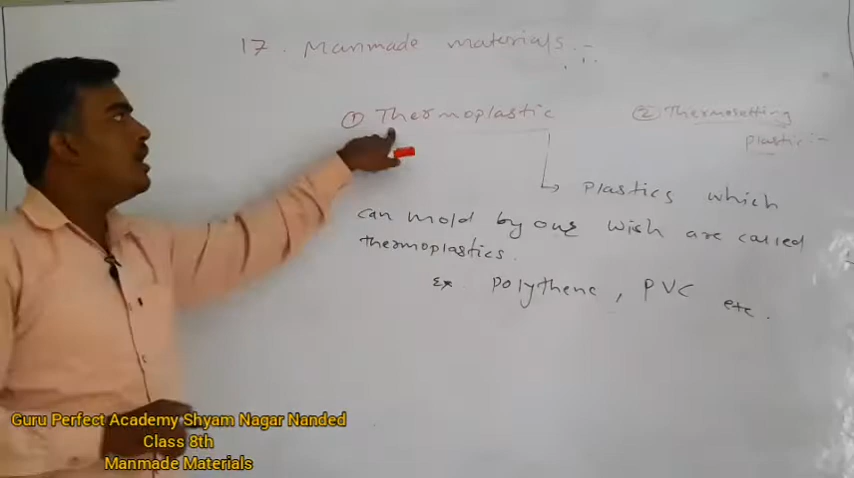 17. Manmade materials :-
① Thermoplastic
② Thermosetting
plastic :-
→ plastics which
can mold by our wish are called
thermoplastics.
Ex. polythene, PVC etc.
Guru Perfect Academy Shyam Nagar Nanded
Class 8th
Manmade Materials